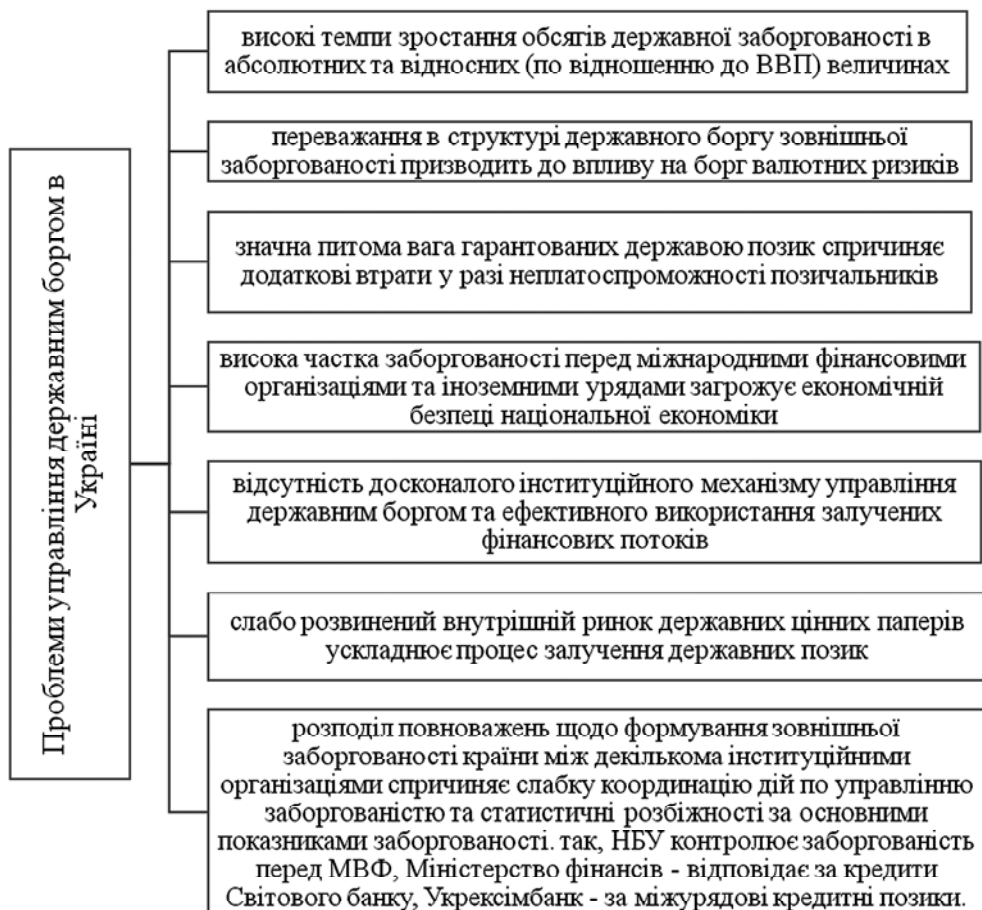 Проблеми управління державним боргом в
Україні
високі темпи зростання обсягів державної заборгованості в
абсолютних та відносних (по відношенню до ВВП) величинах
переважання в структурі державного боргу зовнішньої
заборгованості призводить до впливу на борг валютних ризиків
значна питома вага гарантованих державою позик спричиняє
додаткові втрати у разі неплатоспроможності позичальників
висока частка заборгованості перед міжнародними фінансовими
організаціями та іноземними урядами загрожує економічній
безпеці національної економіки
відсутність досконалого інституційного механізму управління
державним боргом та ефективного використання залучених
фінансових потоків
слабо розвинений внутрішній ринок державних цінних паперів
ускладнює процес залучення державних позик
розподіл повноважень щодо формування зовнішньої
заборгованості країни між декількома інституційними
організаціями спричиняє слабку координацію дій по управлінню
заборгованістю та статистичні розбіжності за основними
показниками заборгованості. так, НБУ контролює заборгованість
перед МВФ, Міністерство фінансів - відповідає за кредити
Світового банку, Укрексімбанк - за міжурядові кредитні позики.